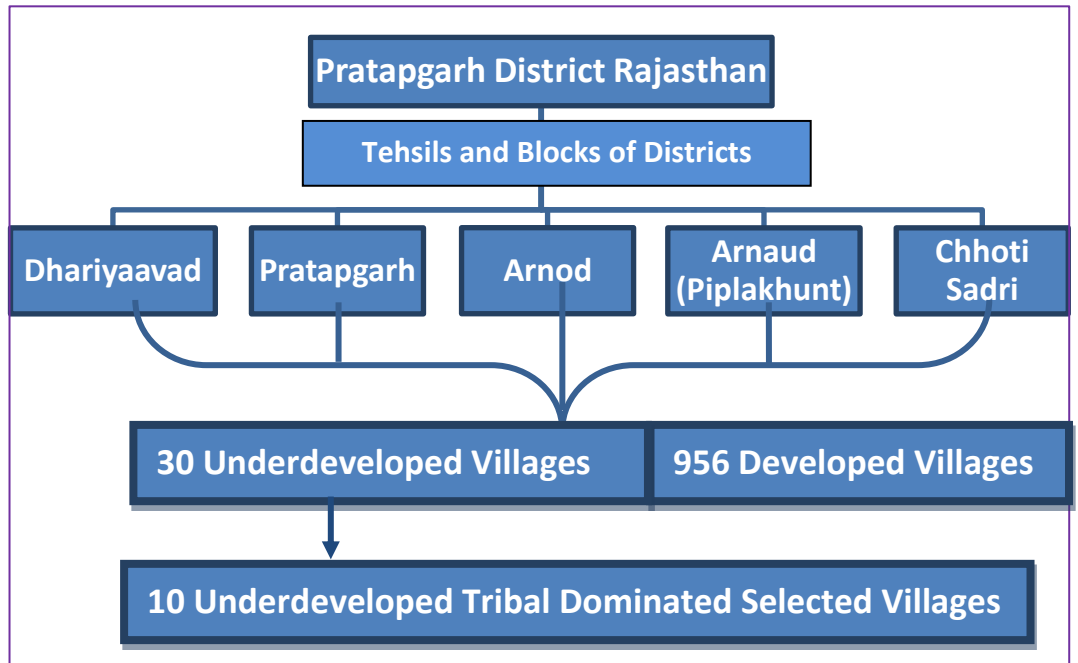 Pratapgarh District Rajasthan
Tehsils and Blocks of Districts
Dhariyaavad
Pratapgarh
Arnod
Arnaud
(Piplakhunt)
Chhoti
Sadri
30 Underdeveloped Villages
956 Developed Villages
10 Underdeveloped Tribal Dominated Selected Villages